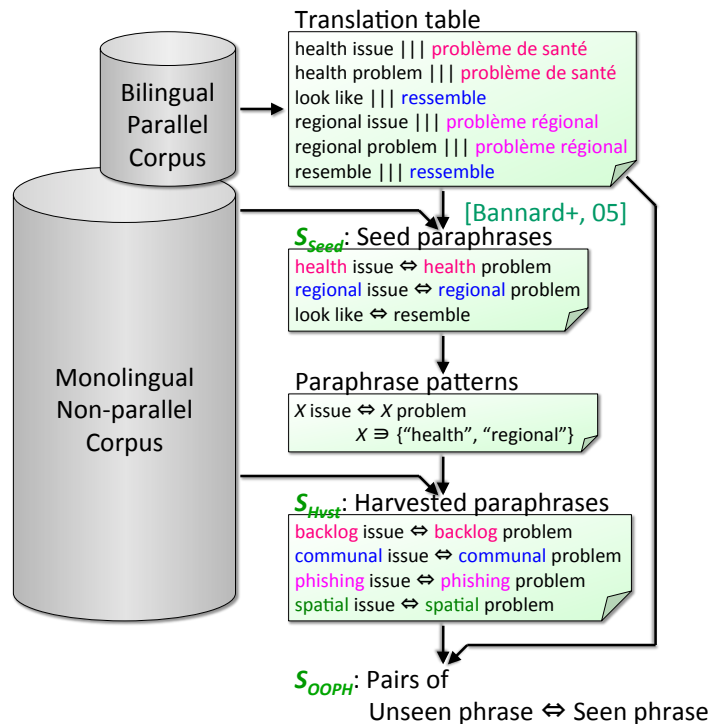 Translation table
Bilingual
Parallel
Corpus
health issue ||| problème de santé
health problem ||| problème de santé
look like ||| ressemble
regional issue ||| problème régional
regional problem ||| problème régional
resemble ||| ressemble
[Bannard+, 05]
S_Seed: Seed paraphrases
health issue ⇔ health problem
regional issue ⇔ regional problem
look like ⇔ resemble
Monolingual
Non-parallel
Corpus
Paraphrase patterns
X issue ⇔ X problem
X ∋ {“health”, “regional”}
S_Hvst: Harvested paraphrases
backlog issue ⇔ backlog problem
communal issue ⇔ communal problem
phishing issue ⇔ phishing problem
spatial issue ⇔ spatial problem
S_OOPH: Pairs of
Unseen phrase ⇔ Seen phrase